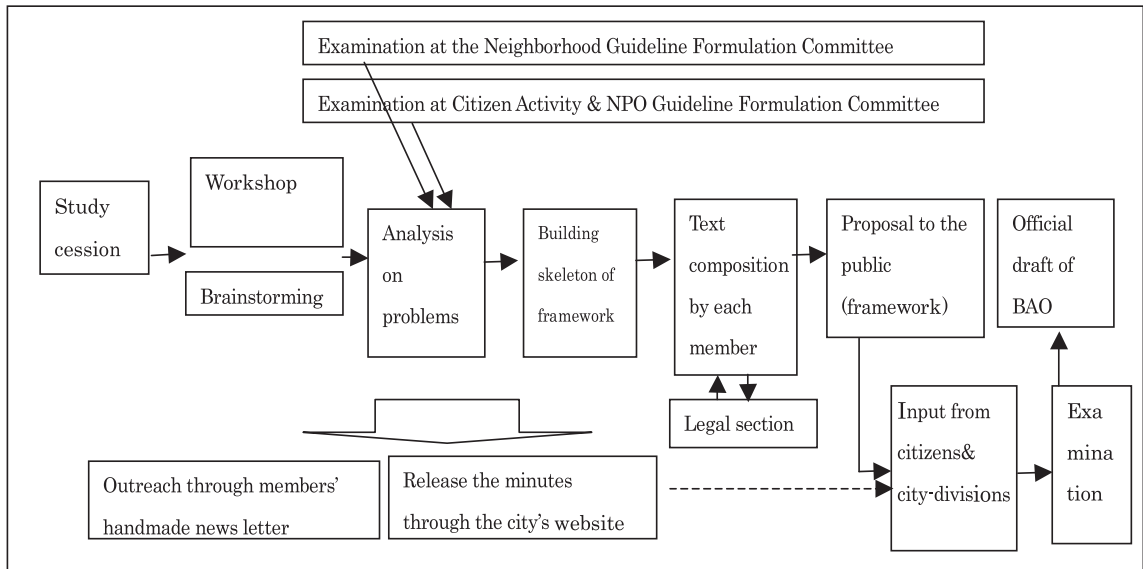 Examination at the Neighborhood Guideline Formulation Committee
Examination at Citizen Activity & NPO Guideline Formulation Committee
Study
cession
Workshop
Brainstorming
Analysis
on
problems
Building
skeleton of
framework
Text
composition
by each
member
Legal section
Proposal to the
public
(framework)
Official
draft of
BAO
Input from
citizens&
city-divisions
Exa
mina
tion
Outreach through members'
handmade news letter
Release the minutes
through the city's website